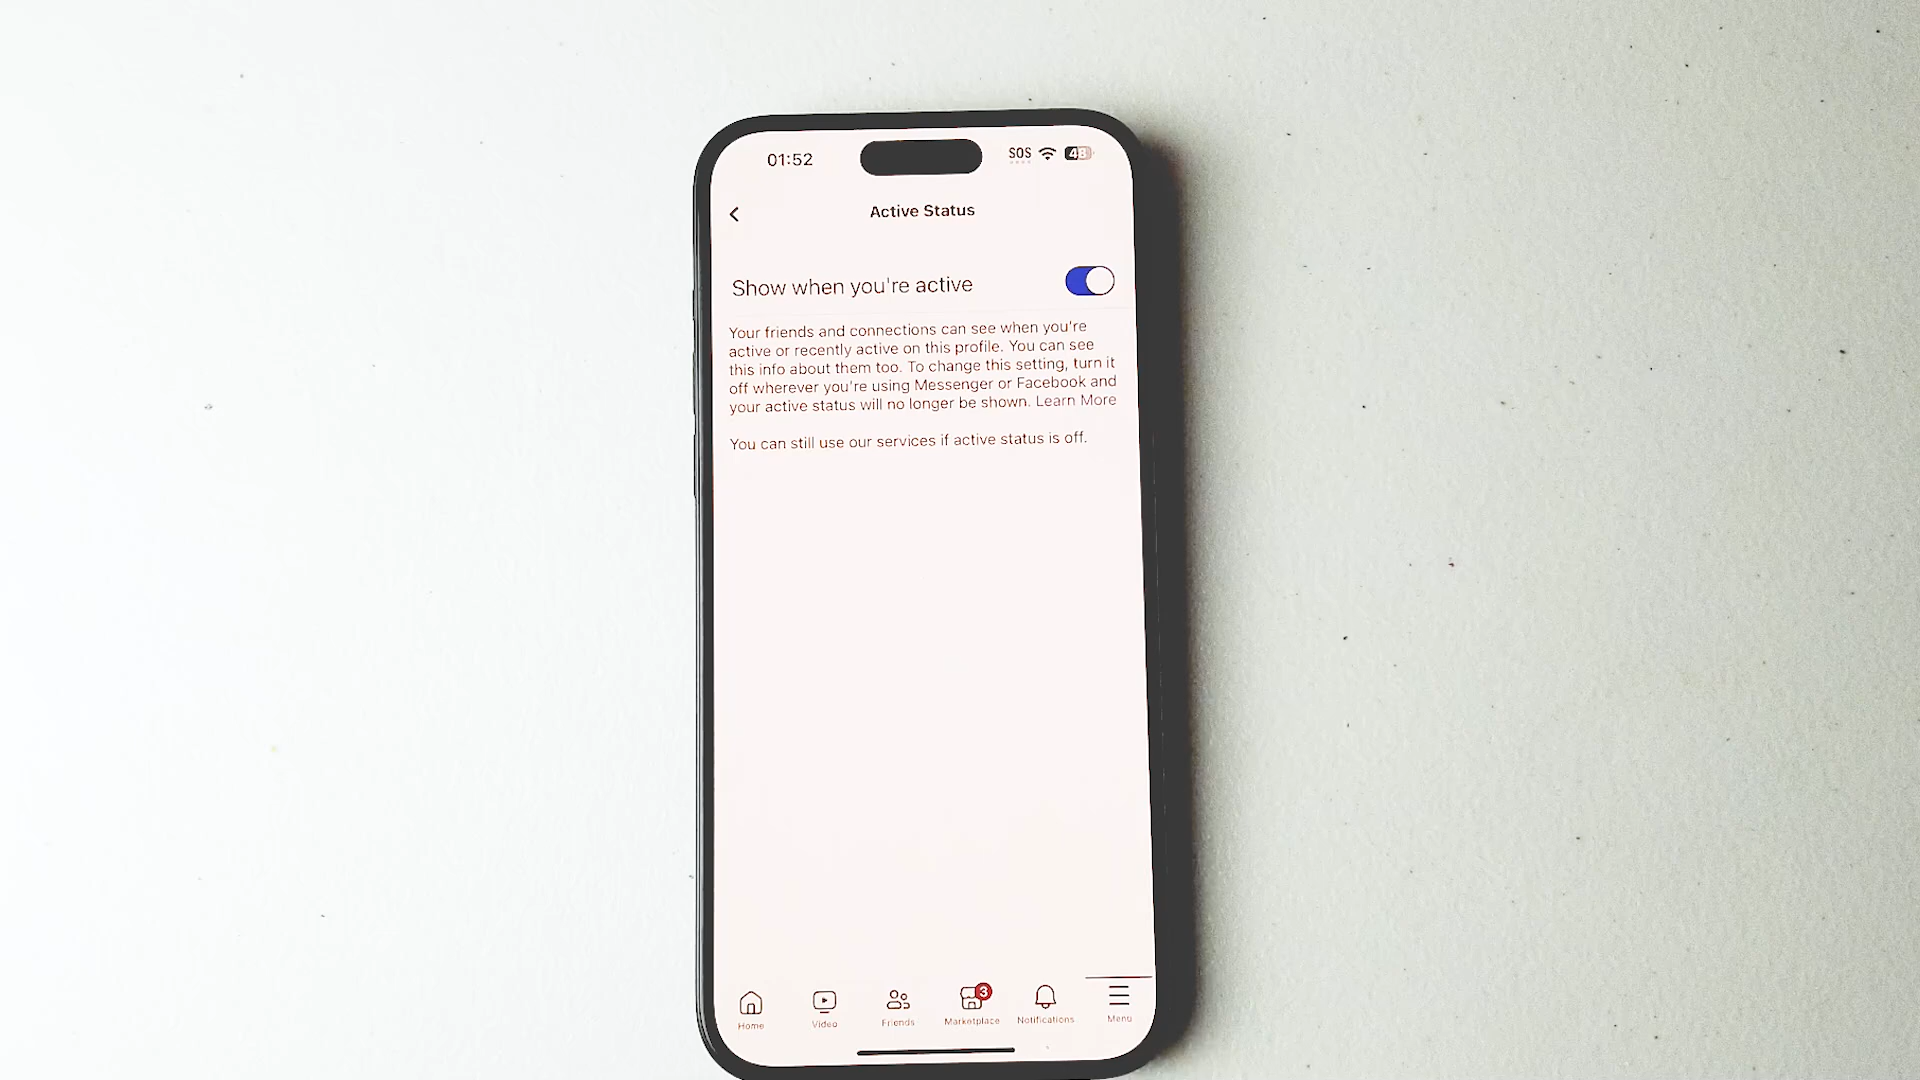 01:52 SOS 48
Active Status
Show when you're active
Your friends and connections can see when you're
active or recently active on this profile. You can see
this info about them too. To change this setting, turn it
off wherever you're using Messenger or Facebook and
your active status will no longer be shown. Learn More
You can still use our services if active status is off.
3
Home Video Friends Marketplace Notifications Menu